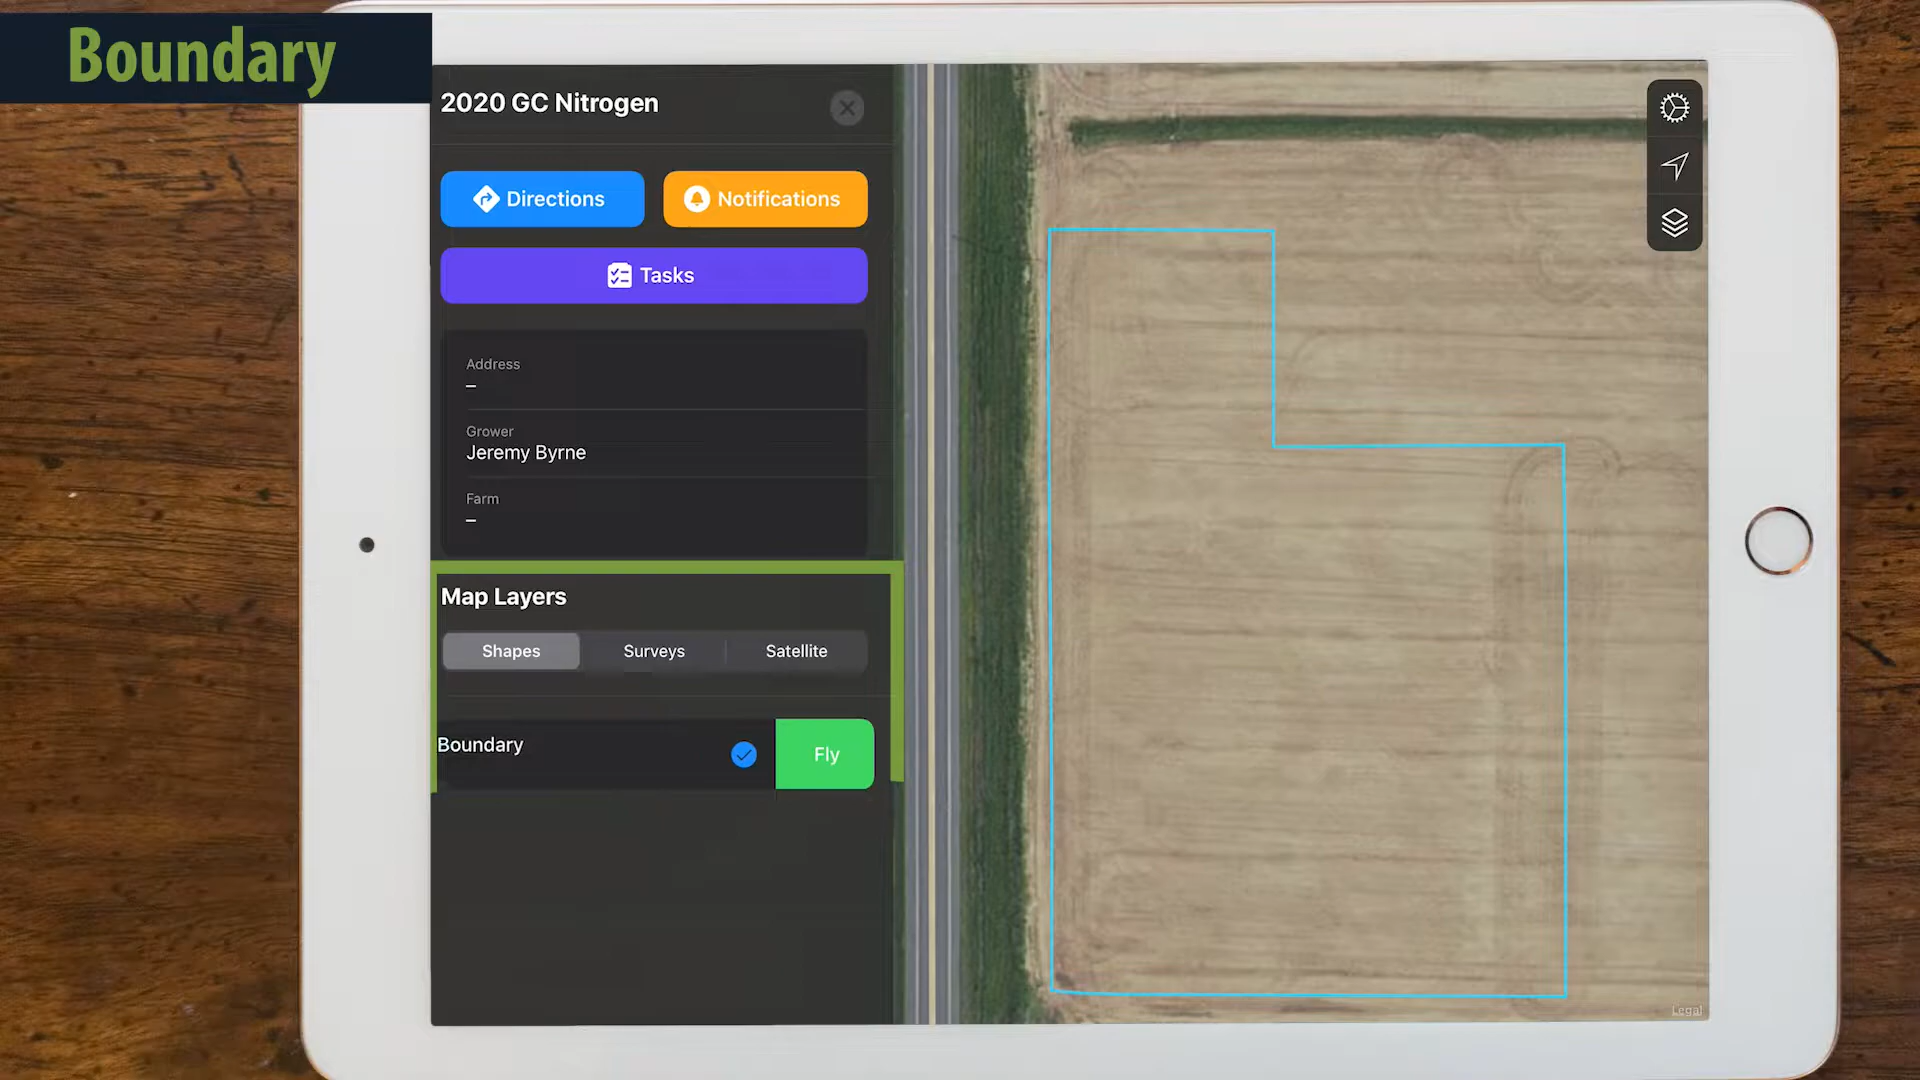 Boundary
2020 GC Nitrogen
Directions
Notifications
Tasks
Address
–
Grower
Jeremy Byrne
Farm
–
Map Layers
Shapes
Surveys
Satellite
Boundary
Fly
Legal